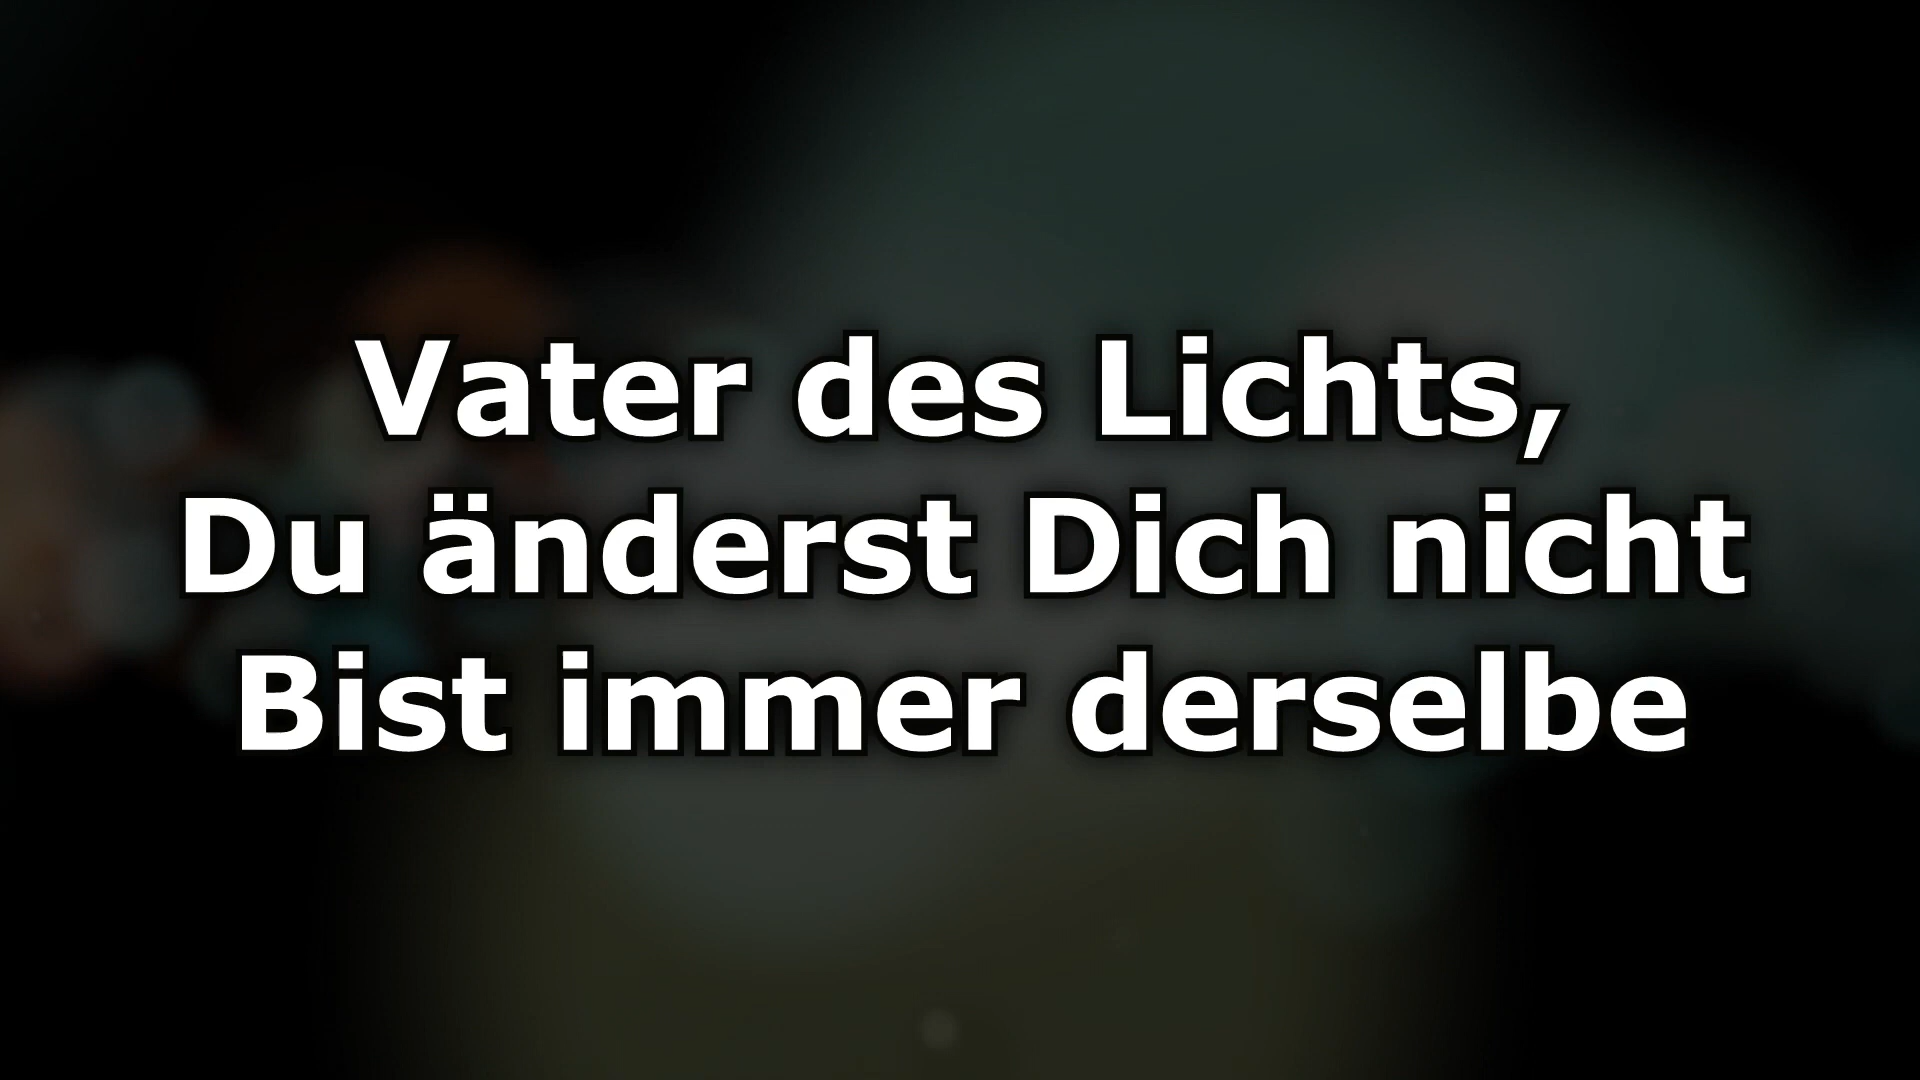 Vater des Lichts,
Du änderst Dich nicht
Bist immer derselbe